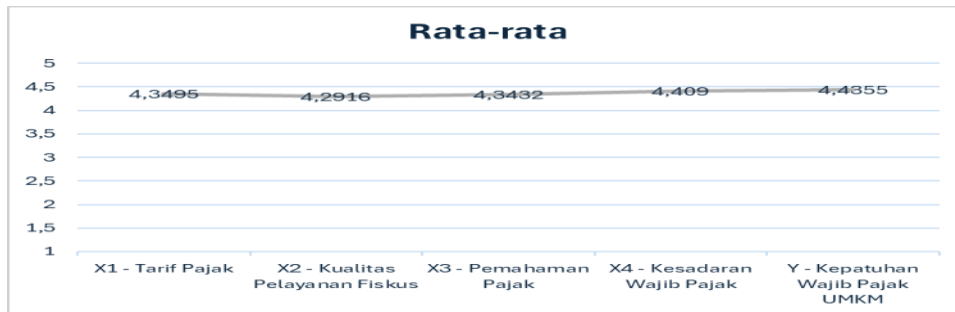 Rata-rata
5
4,5
4
3,5
3
2,5
2
1,5
1
4,3495
4,2916
4,3432
4,409
4,4355
X1 - Tarif Pajak
X2 - Kualitas
Pelayanan Fiskus
X3 - Pemahaman
Pajak
X4 - Kesadaran
Wajib Pajak
Y - Kepatuhan
Wajib Pajak
UMKM